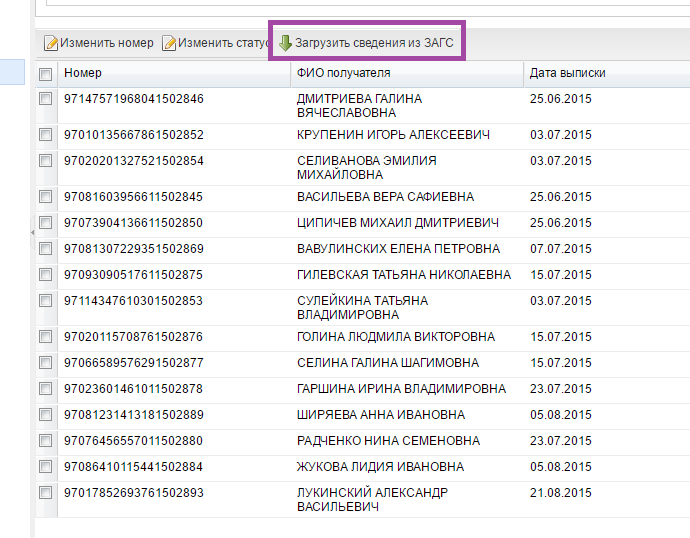 Изменить номер Изменить статус Загрузить сведения из ЗАГС
Номер ФИО получателя Дата выписки
97147571968041502846 ДМИТРИЕВА ГАЛИНА ВЯЧЕСЛАВОВНА 25.06.2015
97010135667861502852 КРУПЕНИН ИГОРЬ АЛЕКСЕЕВИЧ 03.07.2015
97020201327521502854 СЕЛИВАНОВА ЭМИЛИЯ МИХАЙЛОВНА 03.07.2015
97081603956611502845 ВАСИЛЬЕВА ВЕРА САФИЕВНА 25.06.2015
97073904136611502850 ЦИПИЧЕВ МИХАИЛ ДМИТРИЕВИЧ 25.06.2015
97081307229351502869 ВАВУЛИНСКИХ ЕЛЕНА ПЕТРОВНА 07.07.2015
97093090517611502875 ГИЛЕВСКАЯ ТАТЬЯНА НИКОЛАЕВНА 15.07.2015
97114347610301502853 СУЛЕЙКИНА ТАТЬЯНА ВЛАДИМИРОВНА 03.07.2015
97020115708761502876 ГОЛИНА ЛЮДМИЛА ВИКТОРОВНА 15.07.2015
97066589576291502877 СЕЛИНА ГАЛИНА ШАГИМОВНА 15.07.2015
97023601461011502878 ГАРШИНА ИРИНА ВЛАДИМИРОВНА 23.07.2015
97081231413181502889 ШИРЯЕВА АННА ИВАНОВНА 05.08.2015
97076456557011502880 РАДЧЕНКО НИНА СЕМЕНОВНА 23.07.2015
97086410115441502884 ЖУКОВА ЛИДИЯ ИВАНОВНА 05.08.2015
97017852693761502893 ЛУКИНСКИЙ АЛЕКСАНДР ВАСИЛЬЕВИЧ 21.08.2015